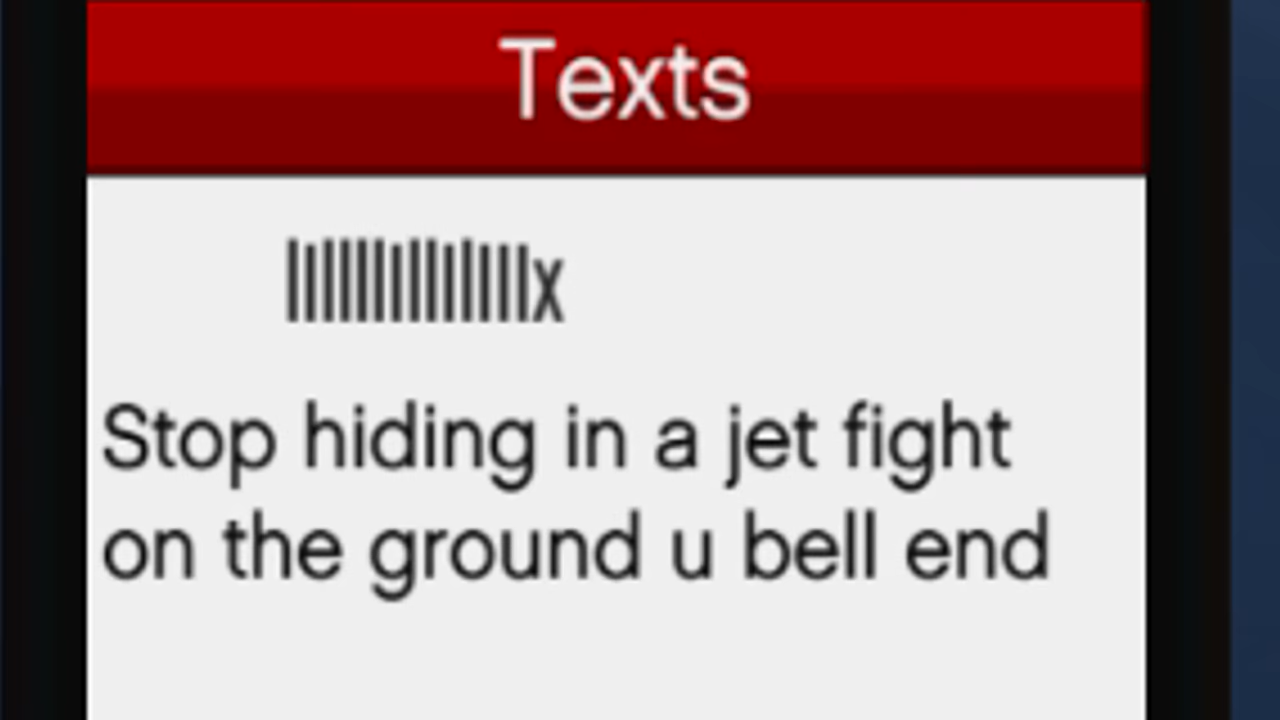 Texts
Stop hiding in a jet fight
on the ground u bell end